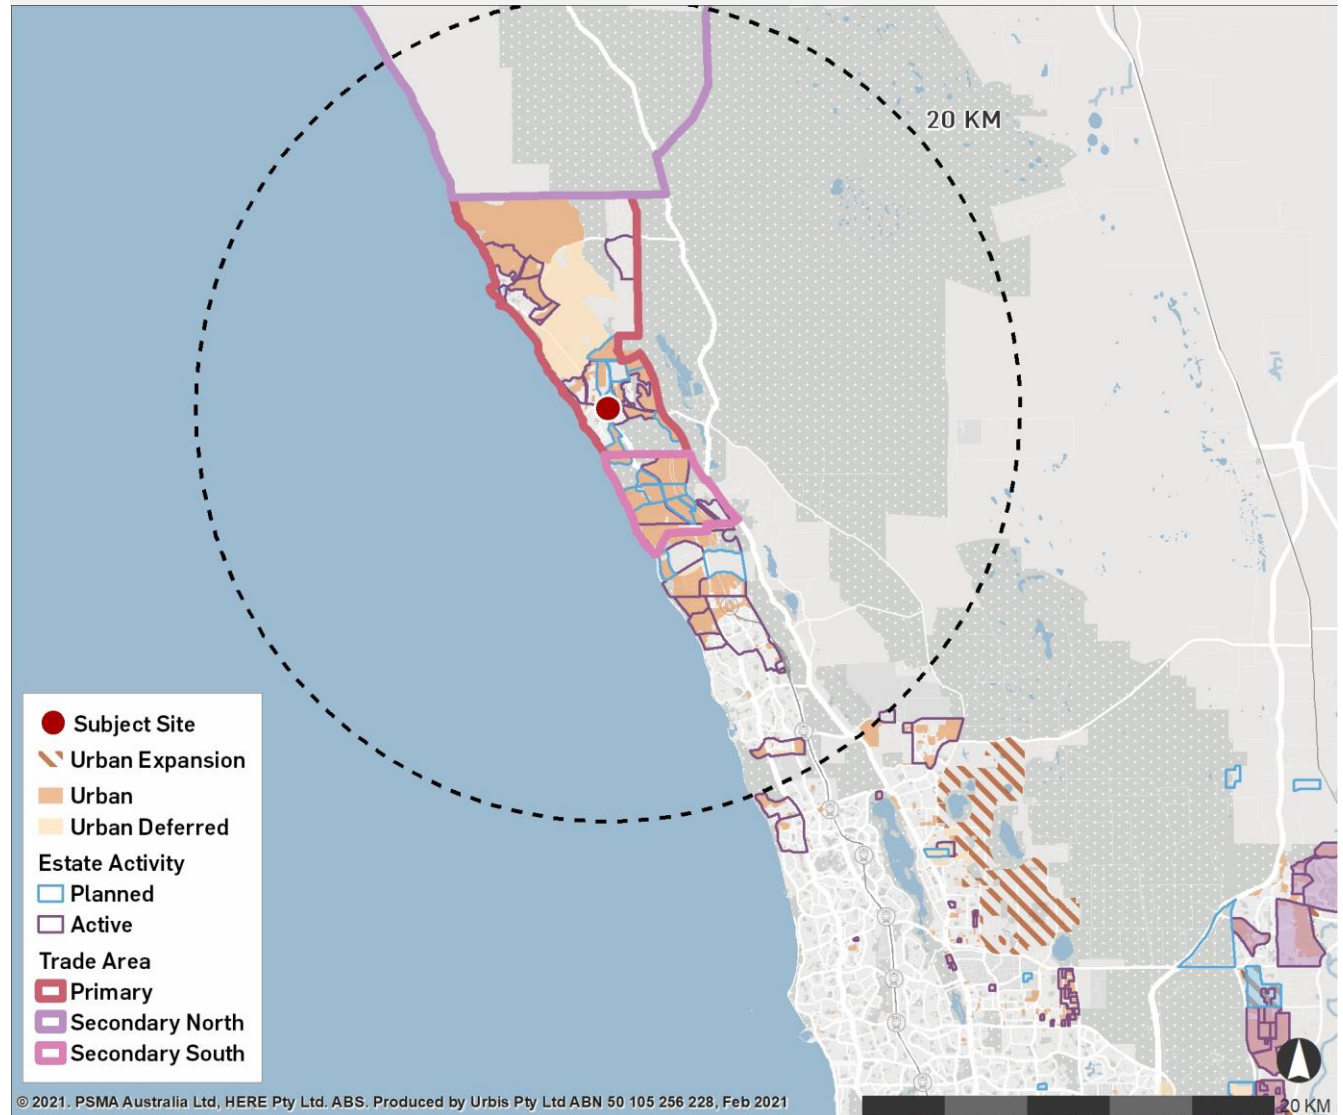 20 KM
Subject Site
Urban Expansion
Urban
Urban Deferred
Estate Activity
Planned
Active
Trade Area
Primary
Secondary North
Secondary South
© 2021. PSMA Australia Ltd, HERE Pty Ltd. ABS. Produced by Urbis Pty Ltd ABN 50 105 256 228, Feb 2021
20 KM